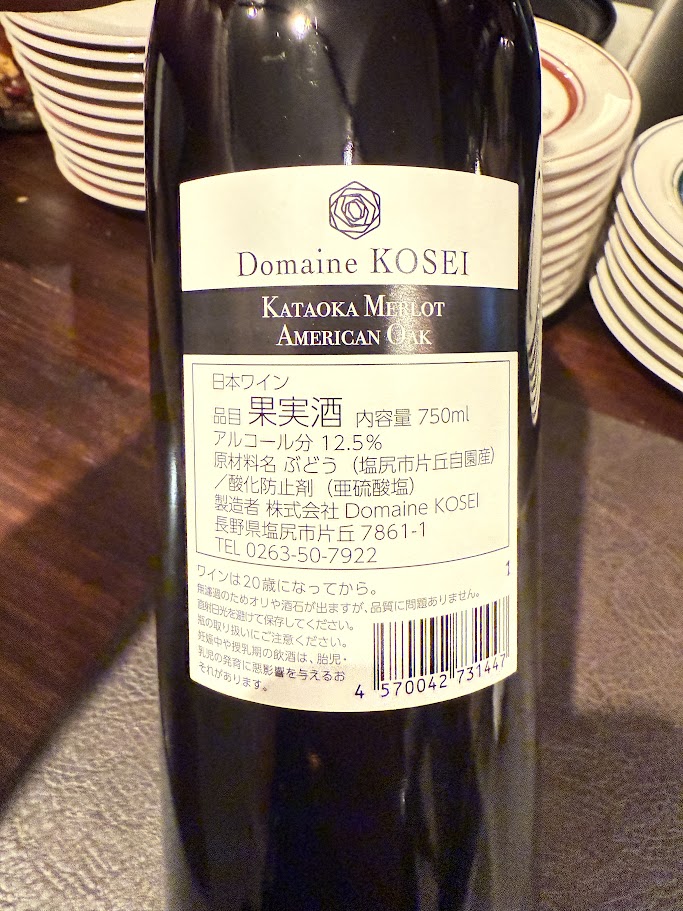 Domaine KOSEI
KATAOKA MERLOT
AMERICAN OAK
日本ワイン
品目 果実酒 内容量 750ml
アルコール分 12.5%
原材料名 ぶどう（塩尻市片丘自園産）
／酸化防止剤（亜硫酸塩）
製造者 株式会社 Domaine KOSEI
長野県塩尻市片丘 7861-1
TEL 0263-50-7922
ワインは20歳になってから。
無濾過のためオリや酒石が出ますが、品質に問題ありません。
直射日光を避けて保存してください。
瓶の取り扱いにご注意ください。
妊娠中や授乳期の飲酒は、胎児・
乳児の発育に悪影響を与えるお
それがあります。
1
4 570042 731447